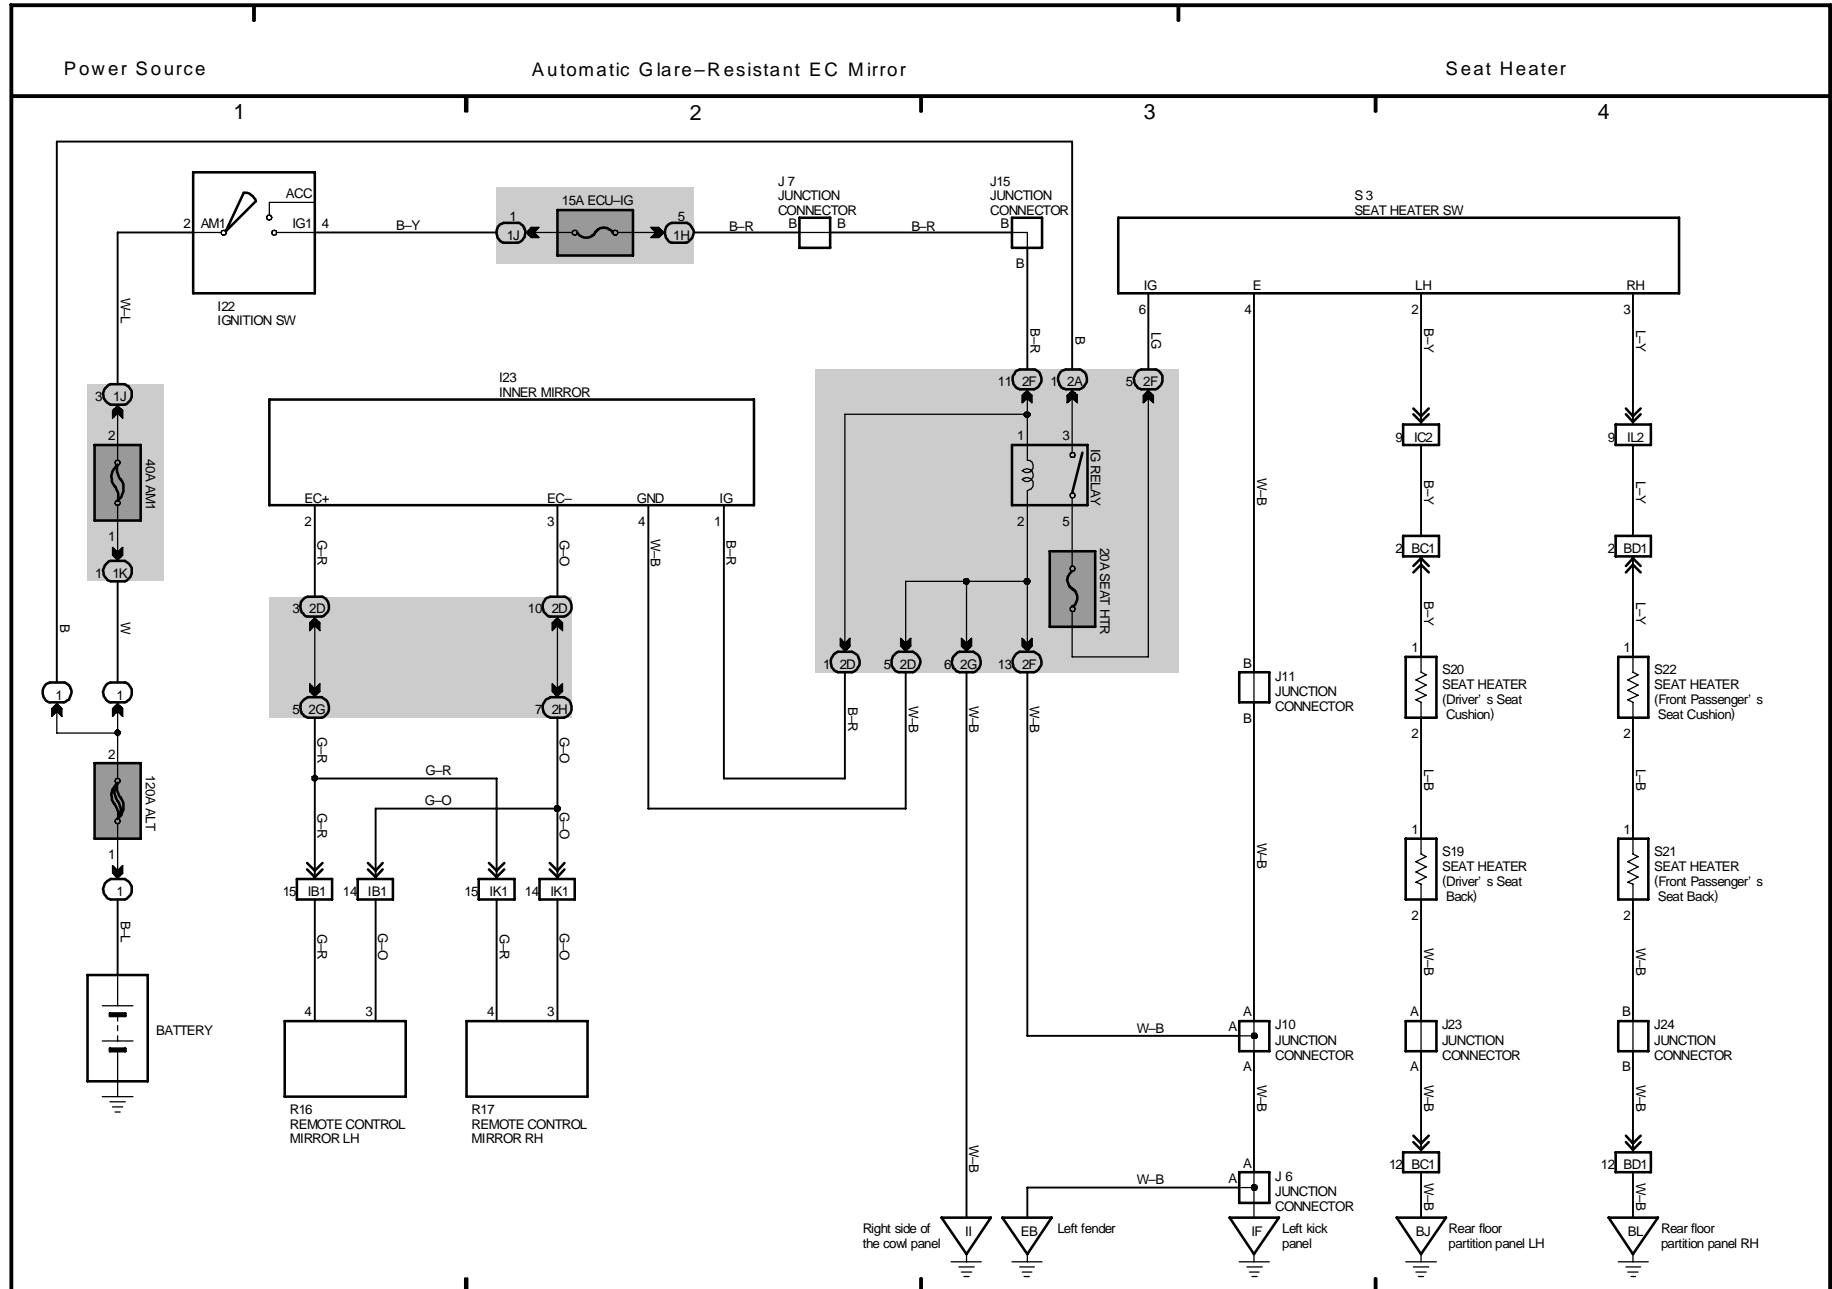 Power Source
Automatic Glare–Resistant EC Mirror
Seat Heater
1
2
3
4
ACC
2
AM1
IG1
4
B–Y
15A ECU–IG
1
1J
5
1H
B–R
J 7
JUNCTION
CONNECTOR
B
B
B–R
J15
JUNCTION
CONNECTOR
B
B
S 3
SEAT HEATER SW
IG
E
LH
RH
6
4
2
3
W–L
I22
IGNITION SW
B–R
B
LG
B–Y
L–Y
I23
INNER MIRROR
3
1J
2
40A AM1
1
1
1K
11
2F
1
2A
5
2F
1
3
IG RELAY
2
5
20A SEAT HTR
9
IC2
9
IL2
EC+
EC–
GND
IG
2
3
4
1
G–R
G–O
W–B
B–R
W–B
B–Y
L–Y
2
BC1
2
BD1
B
W
3
2D
10
2D
B–Y
L–Y
1
1
1
1
5
2G
7
2H
1
2D
5
2D
6
2G
13
2F
B
J11
JUNCTION
CONNECTOR
B
S20
SEAT HEATER
(Driver' s Seat
Cushion)
S22
SEAT HEATER
(Front Passenger' s
Seat Cushion)
2
2
2
120A ALT
1
1
G–R
G–O
G–R
G–O
B–R
W–B
W–B
W–B
L–B
L–B
G–R
G–O
W–B
1
1
15
IB1
14
IB1
15
IK1
14
IK1
S19
SEAT HEATER
(Driver' s Seat
Back)
S21
SEAT HEATER
(Front Passenger' s
Seat Back)
2
2
B–L
G–R
G–O
G–R
G–O
W–B
W–B
BATTERY
4
3
4
3
W–B
A
A
J10
JUNCTION
CONNECTOR
A
A
J23
JUNCTION
CONNECTOR
A
B
J24
JUNCTION
CONNECTOR
B
R16
REMOTE CONTROL
MIRROR LH
R17
REMOTE CONTROL
MIRROR RH
W–B
W–B
W–B
W–B
W–B
A
A
J 6
JUNCTION
CONNECTOR
12
BC1
12
BD1
W–B
W–B
Right side of
the cowl panel
II
EB
Left fender
IF
Left kick
panel
BJ
Rear floor
partition panel LH
BL
Rear floor
partition panel RH